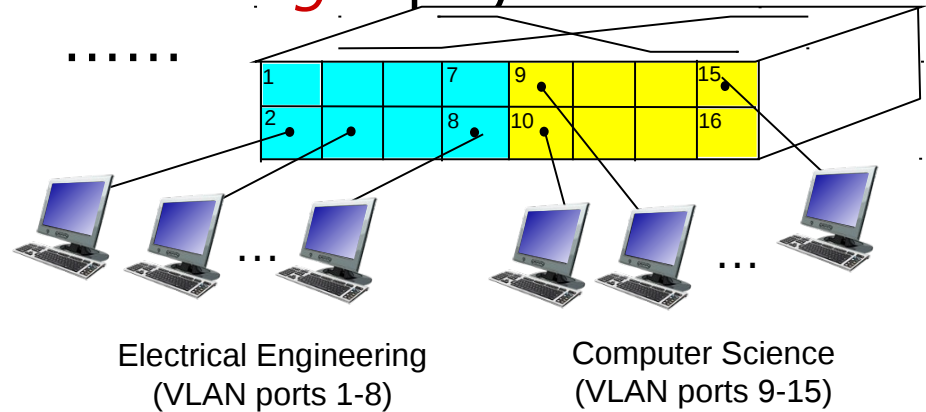 ......
1 7 9 15
2 8 10 16
... ...
Electrical Engineering
(VLAN ports 1-8)
Computer Science
(VLAN ports 9-15)